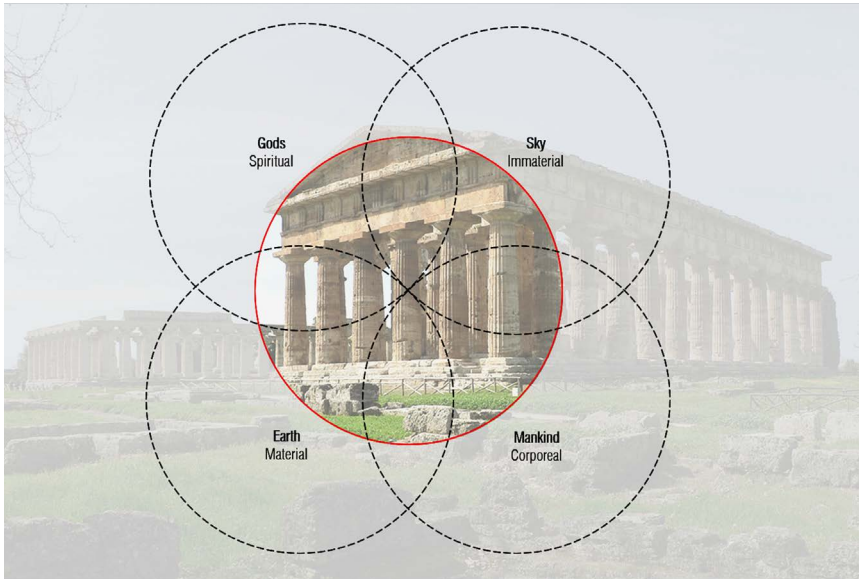 Gods
Spiritual
Sky
Immaterial
Earth
Material
Mankind
Corporeal